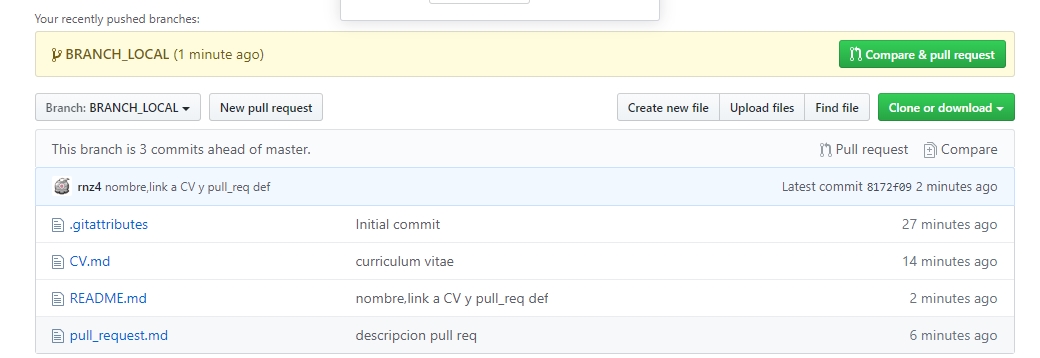 Your recently pushed branches:
BRANCH_LOCAL (1 minute ago) Compare & pull request
Branch: BRANCH_LOCAL New pull request Create new file Upload files Find file Clone or download
This branch is 3 commits ahead of master. Pull request Compare
rnz4 nombre,link a CV y pull_req def Latest commit 8172f09 2 minutes ago
.gitattributes Initial commit 27 minutes ago
CV.md curriculum vitae 14 minutes ago
README.md nombre,link a CV y pull_req def 2 minutes ago
pull_request.md descripcion pull req 6 minutes ago